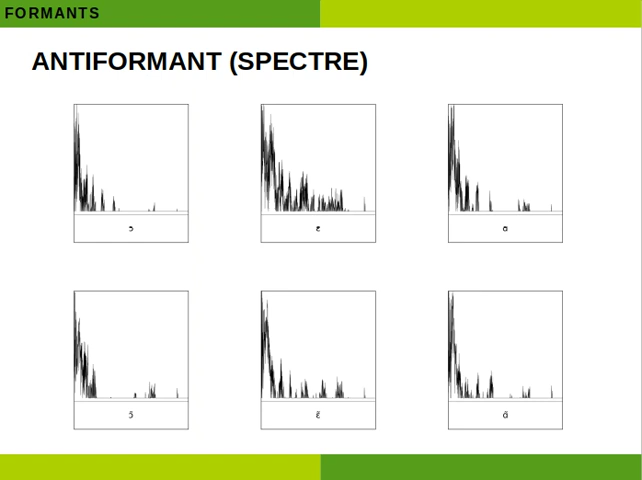 FORMANTS
ANTIFORMANT (SPECTRE)
ɔ ɛ ɑ
ɔ̃ ɛ̃ ɑ̃